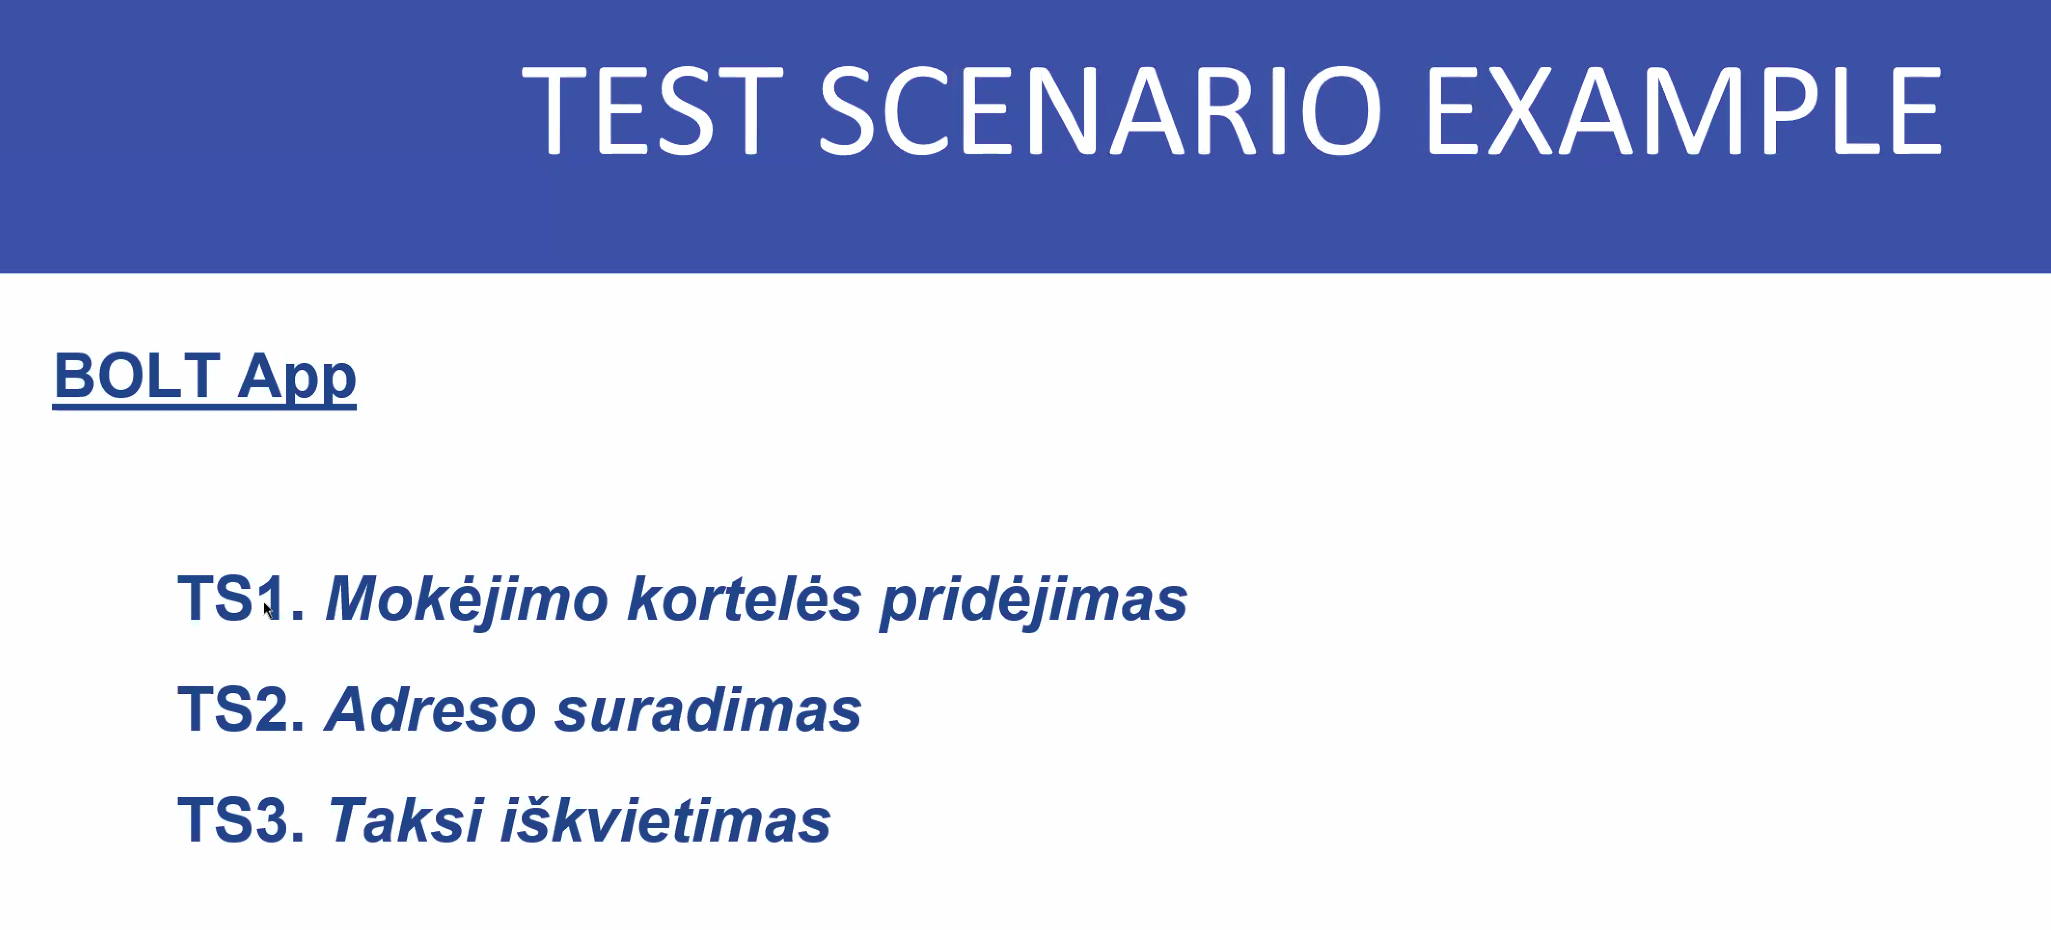 TEST SCENARIO EXAMPLE
BOLT App
TS1. Mokėjimo kortelės pridėjimas
TS2. Adreso suradimas
TS3. Taksi iškvietimas